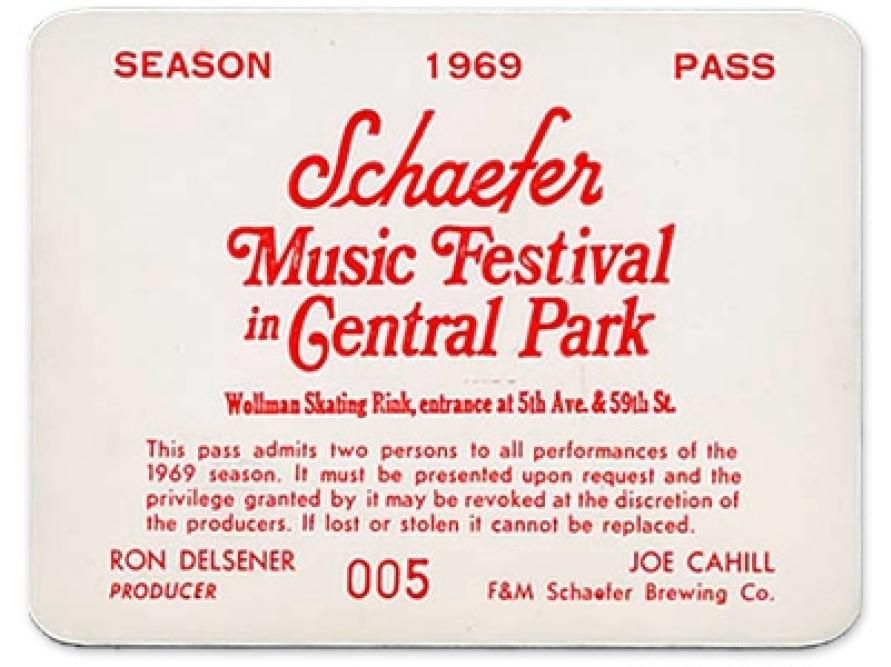 SEASON 1969 PASS
Schaefer
Music Festival
in Central Park
Wollman Skating Rink, entrance at 5th Ave. & 59th St.
This pass admits two persons to all performances of the
1969 season. It must be presented upon request and the
privilege granted by it may be revoked at the discretion of
the producers. If lost or stolen it cannot be replaced.
RON DELSENER 005 JOE CAHILL
PRODUCER F&M Schaefer Brewing Co.